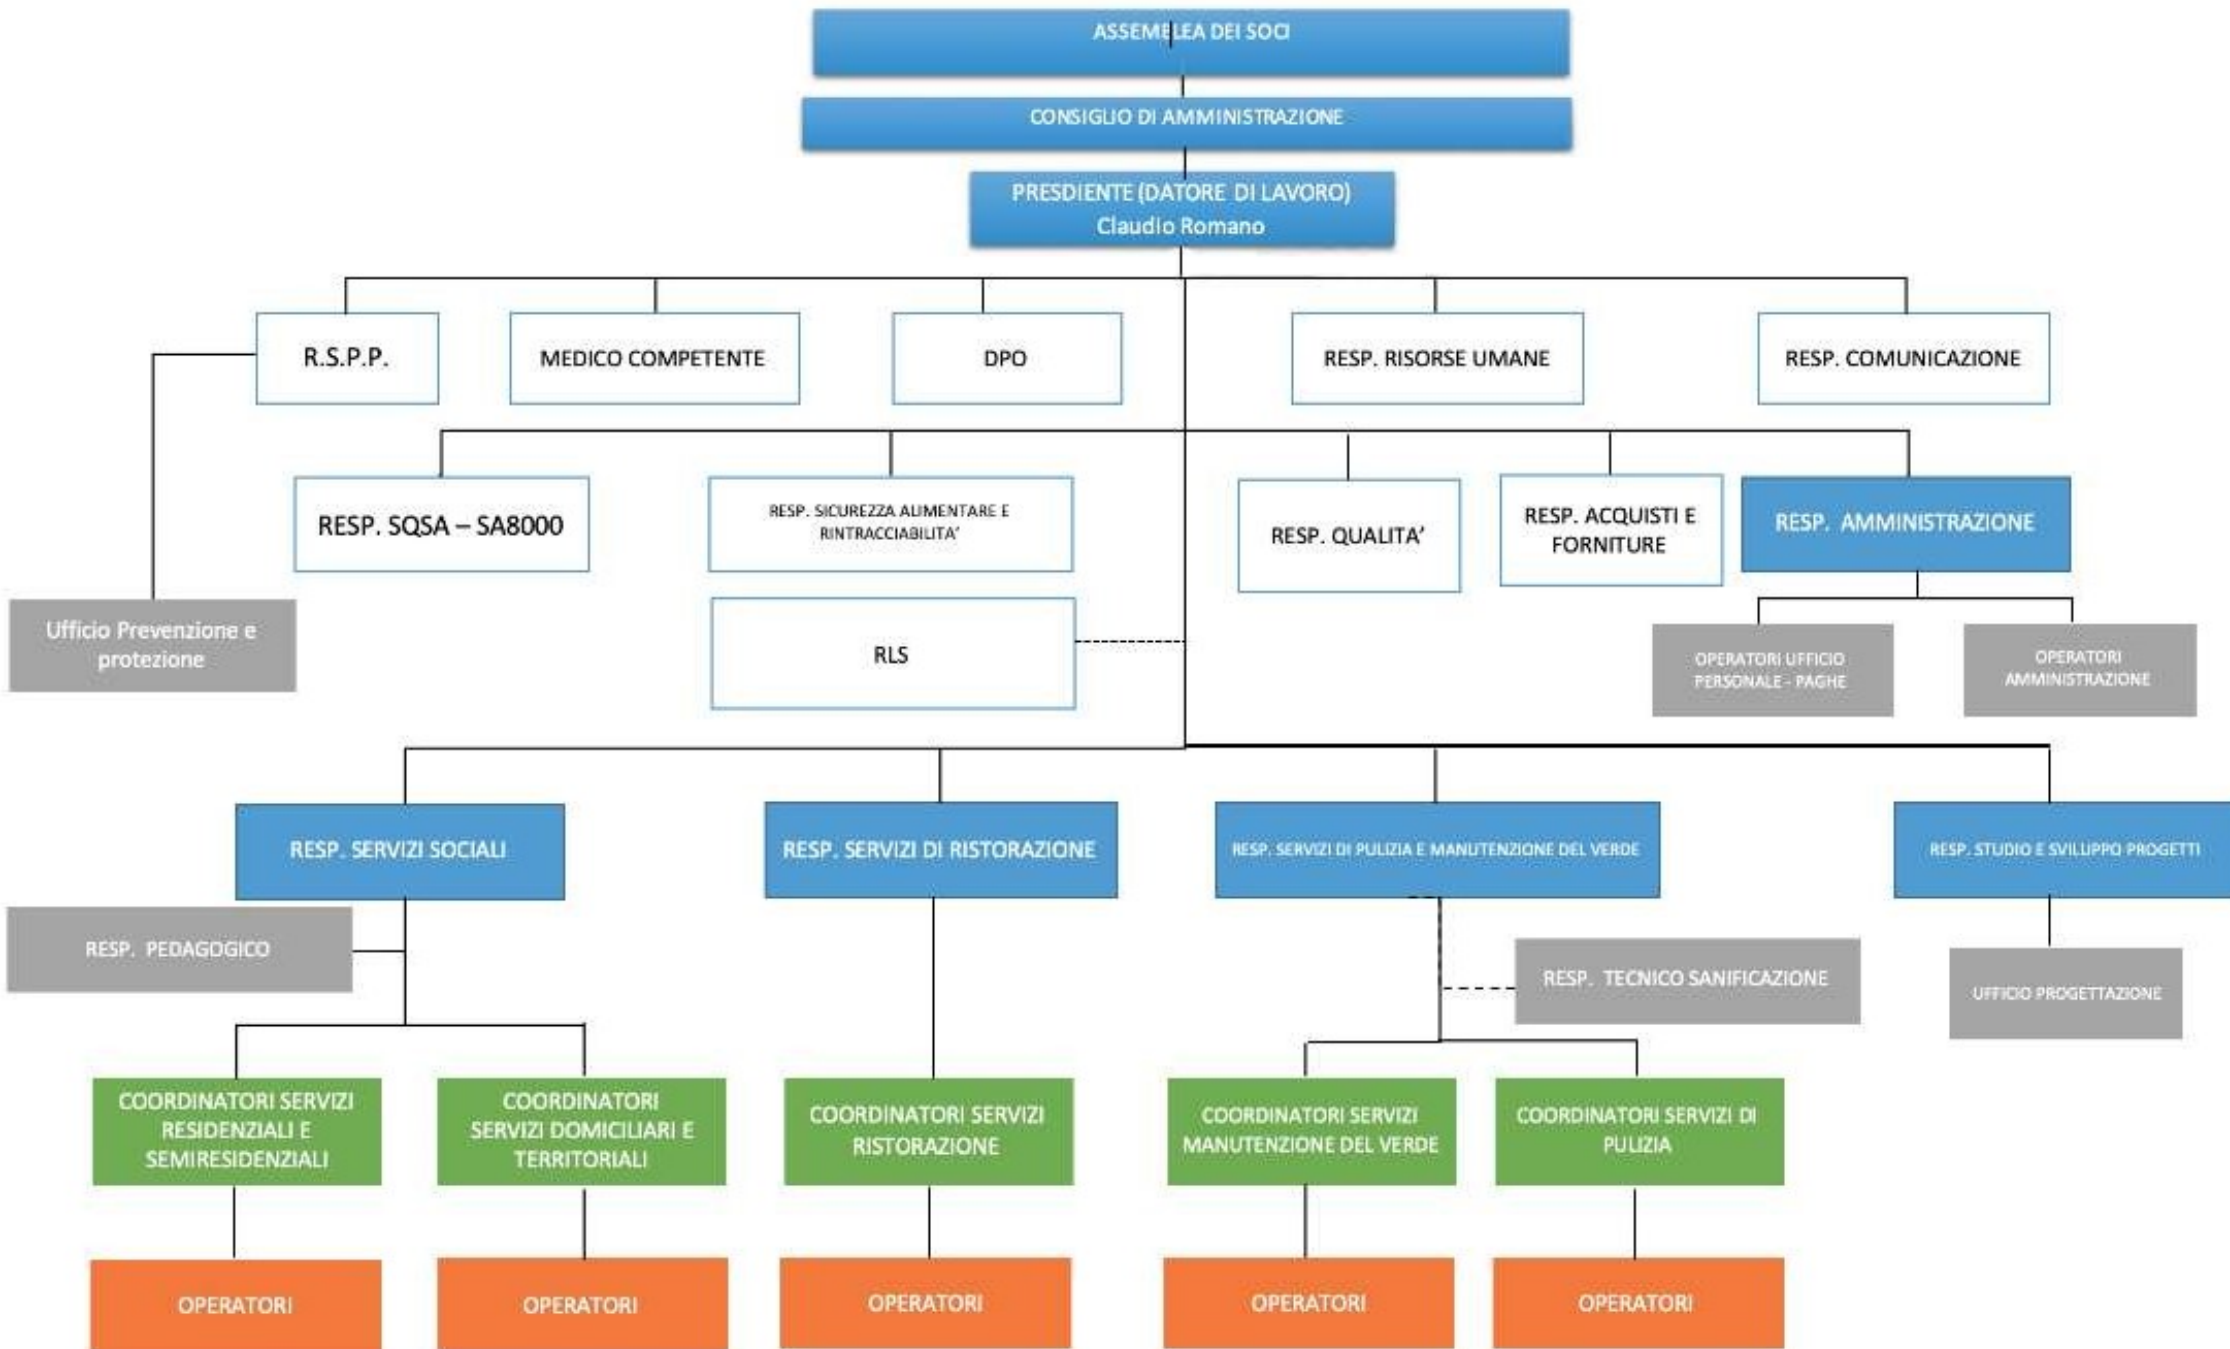 ASSEMBLEA DEI SOCI
CONSIGLIO DI AMMINISTRAZIONE
PRESDIENTE (DATORE DI LAVORO)
Claudio Romano
R.S.P.P.
MEDICO COMPETENTE
DPO
RESP. RISORSE UMANE
RESP. COMUNICAZIONE
RESP. SQSA – SA8000
RESP. SICUREZZA ALIMENTARE E
RINTRACCIABILITA’
RESP. QUALITA’
RESP. ACQUISTI E
FORNITURE
RESP. AMMINISTRAZIONE
Ufficio Prevenzione e
protezione
RLS
OPERATORI UFFICIO
PERSONALE - PAGHE
OPERATORI
AMMINISTRAZIONE
RESP. SERVIZI SOCIALI
RESP. SERVIZI DI RISTORAZIONE
RESP. SERVIZI DI PULIZIA E MANUTENZIONE DEL VERDE
RESP. STUDIO E SVILUPPO PROGETTI
RESP. PEDAGOGICO
RESP. TECNICO SANIFICAZIONE
UFFICIO PROGETTAZIONE
COORDINATORI SERVIZI
RESIDENZIALI E
SEMIRESIDENZIALI
COORDINATORI
SERVIZI DOMICILIARI E
TERRITORIALI
COORDINATORI SERVIZI
RISTORAZIONE
COORDINATORI SERVIZI
MANUTENZIONE DEL VERDE
COORDINATORI SERVIZI DI
PULIZIA
OPERATORI
OPERATORI
OPERATORI
OPERATORI
OPERATORI